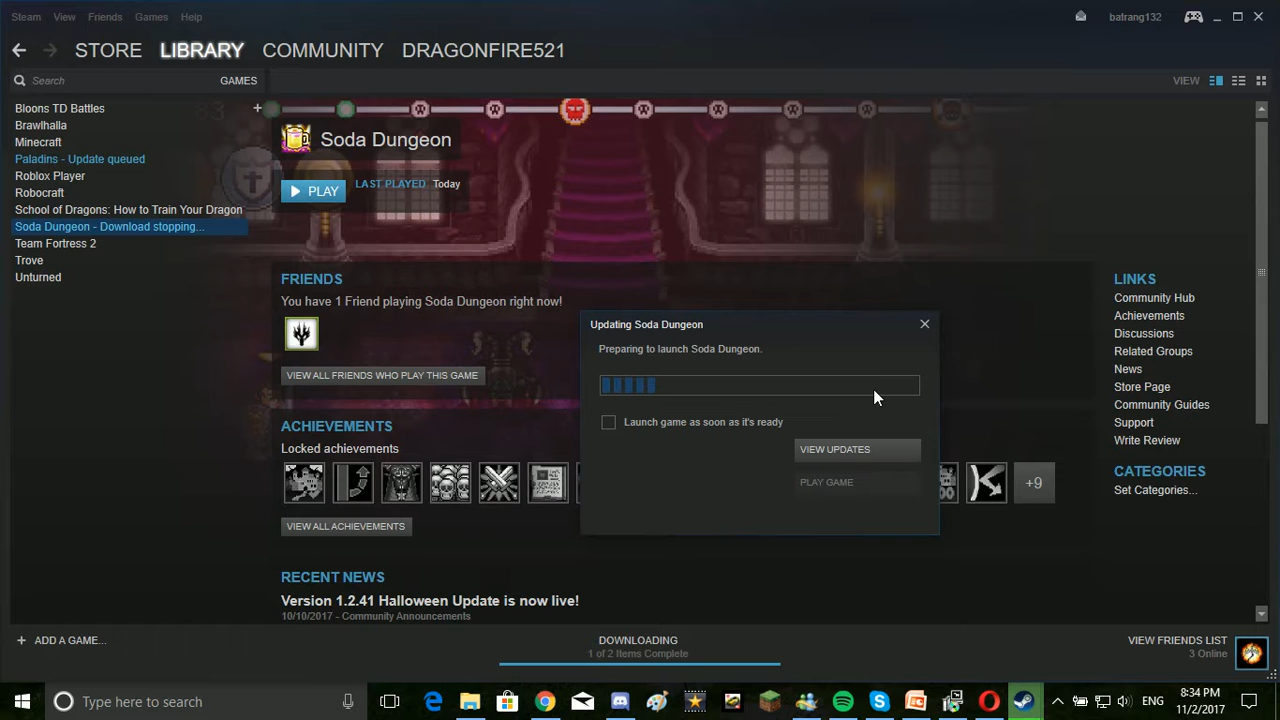 Steam View Friends Games Help
batrang132
STORE LIBRARY COMMUNITY DRAGONFIRE521
Search GAMES
VIEW
Bloons TD Battles
Brawlhalla
Minecraft
Paladins - Update queued
Roblox Player
Robocraft
School of Dragons: How to Train Your Dragon
Soda Dungeon - Download stopping...
Team Fortress 2
Trove
Unturned
Soda Dungeon
PLAY
LAST PLAYED Today
FRIENDS
You have 1 Friend playing Soda Dungeon right now!
VIEW ALL FRIENDS WHO PLAY THIS GAME
ACHIEVEMENTS
Locked achievements
+9
VIEW ALL ACHIEVEMENTS
RECENT NEWS
Version 1.2.41 Halloween Update is now live!
10/10/2017 - Community Announcements
Updating Soda Dungeon
Preparing to launch Soda Dungeon.
Launch game as soon as it's ready
VIEW UPDATES
PLAY GAME
LINKS
Community Hub
Achievements
Discussions
Related Groups
News
Store Page
Community Guides
Support
Write Review
CATEGORIES
Set Categories...
+ ADD A GAME...
DOWNLOADING
1 of 2 Items Complete
VIEW FRIENDS LIST
3 Online
Type here to search
ENG
8:34 PM
11/2/2017